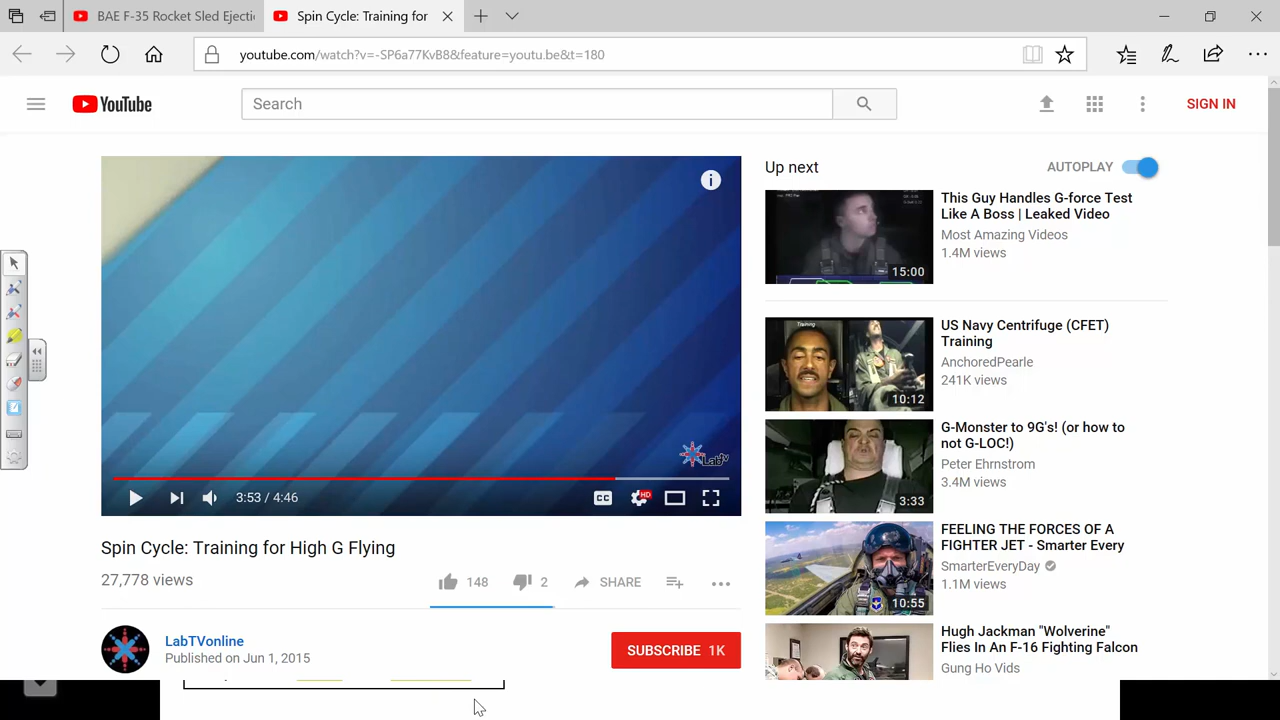 BAE F-35 Rocket Sled Ejecti
Spin Cycle: Training for
youtube.com/watch?v=-SP6a77KvB8&feature=youtu.be&t=180
YouTube
Search
SIGN IN
Lab
3:53 / 4:46
CC
HD
Spin Cycle: Training for High G Flying
27,778 views
148
2
SHARE
LabTVonline
Published on Jun 1, 2015
SUBSCRIBE 1K
Up next
AUTOPLAY
15:00
This Guy Handles G-force Test
Like A Boss | Leaked Video
Most Amazing Videos
1.4M views
Training
10:12
US Navy Centrifuge (CFET)
Training
AnchoredPearle
241K views
3:33
G-Monster to 9G's! (or how to
not G-LOC!)
Peter Ehrnstrom
3.4M views
10:55
FEELING THE FORCES OF A
FIGHTER JET - Smarter Every
SmarterEveryDay
1.1M views
Hugh Jackman "Wolverine"
Flies In An F-16 Fighting Falcon
Gung Ho Vids